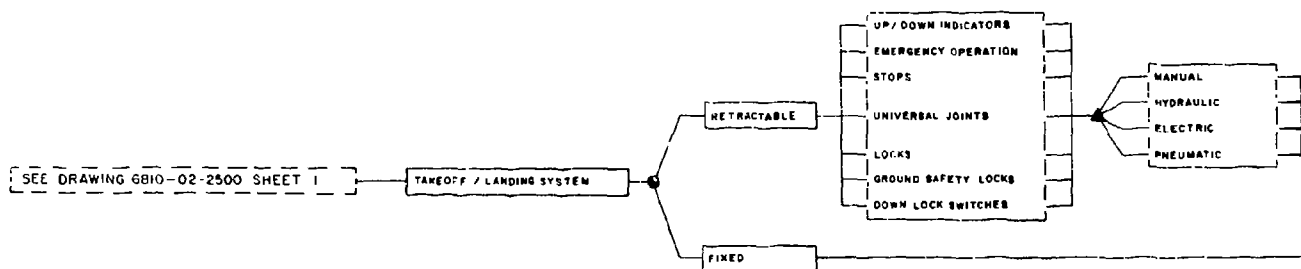 SEE DRAWING 6810-02-2500 SHEET 1
TAKEOFF / LANDING SYSTEM
RETRACTABLE
FIXED
UP/DOWN INDICATORS
EMERGENCY OPERATION
STOPS
UNIVERSAL JOINTS
LOCKS
GROUND SAFETY LOCKS
DOWN LOCK SWITCHES
MANUAL
HYDRAULIC
ELECTRIC
PNEUMATIC